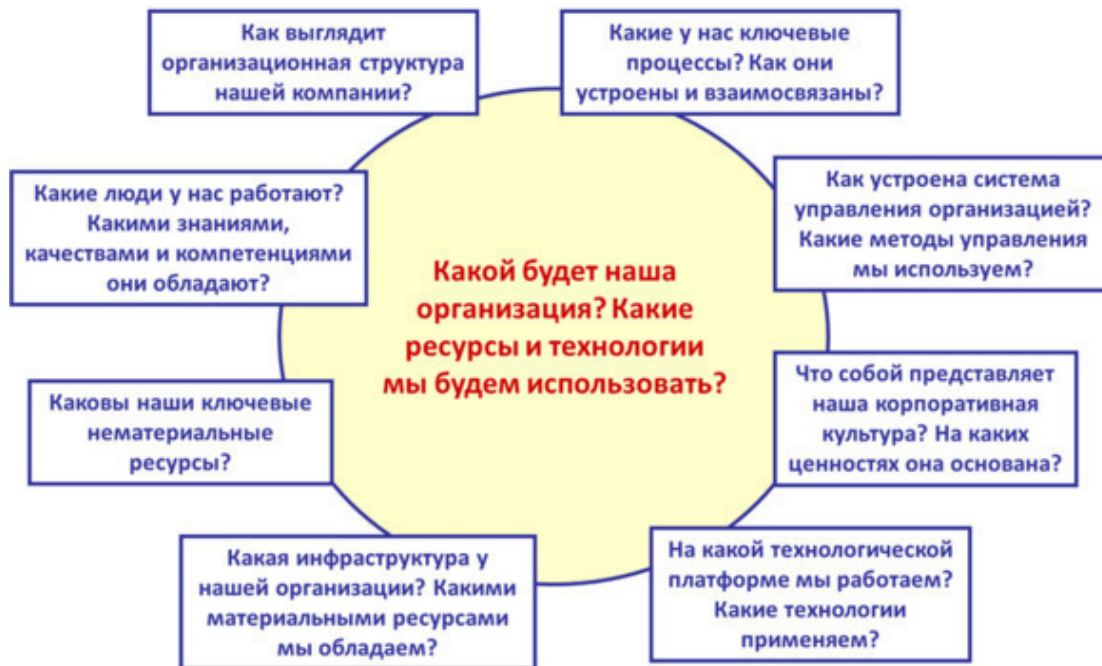 Как выглядит
организационная структура
нашей компании?
Какие у нас ключевые
процессы? Как они
устроены и взаимосвязаны?
Какие люди у нас работают?
Какими знаниями,
качествами и компетенциями
они обладают?
Как устроена система
управления организацией?
Какие методы управления
мы используем?
Какой будет наша
организация? Какие
ресурсы и технологии
мы будем использовать?
Каковы наши ключевые
нематериальные
ресурсы?
Что собой представляет
наша корпоративная
культура? На каких
ценностях она основана?
Какая инфраструктура у
нашей организации? Какими
материальными ресурсами
мы обладаем?
На какой технологической
платформе мы работаем?
Какие технологии
применяем?